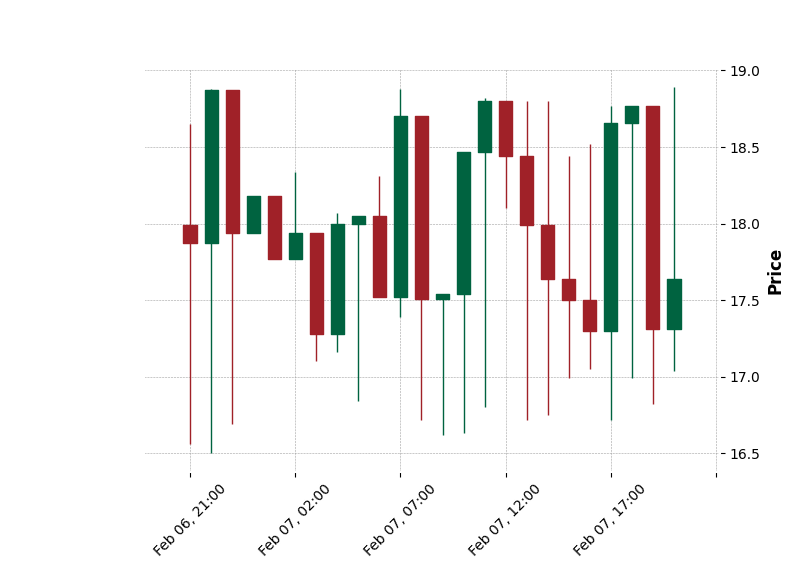 19.0
18.5
18.0
17.5
17.0
16.5
Price
Feb 06, 21:00
Feb 07, 02:00
Feb 07, 07:00
Feb 07, 12:00
Feb 07, 17:00